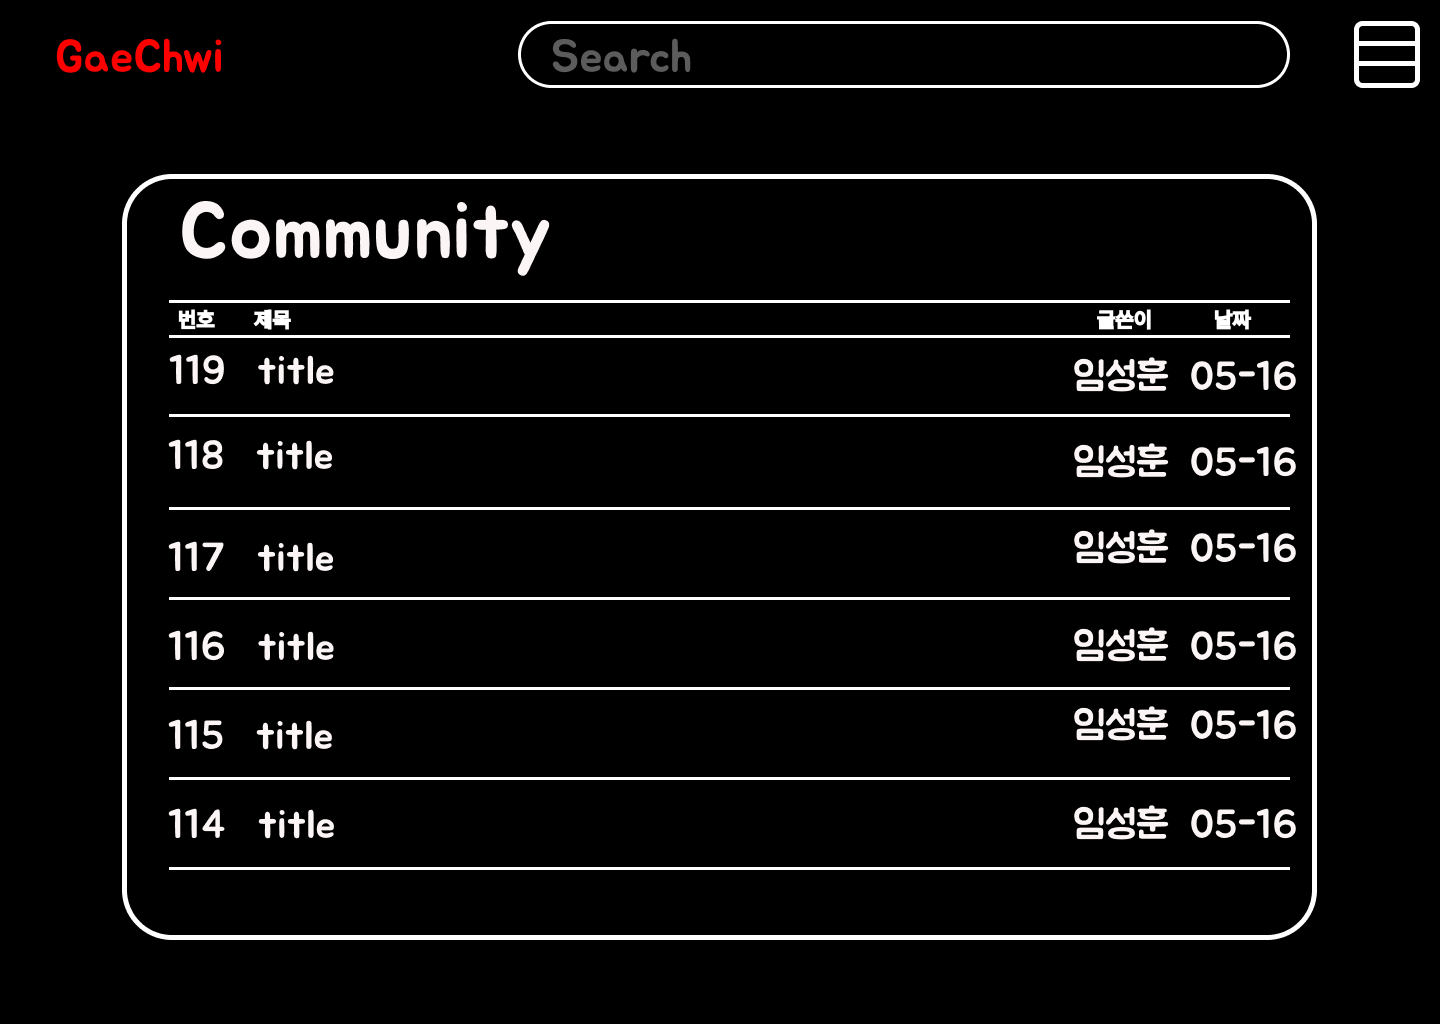 GaeChwi Search
Community
번호 제목 글쓴이 날짜
119 title 임성훈 05-16
118 title 임성훈 05-16
117 title 임성훈 05-16
116 title 임성훈 05-16
115 title 임성훈 05-16
114 title 임성훈 05-16